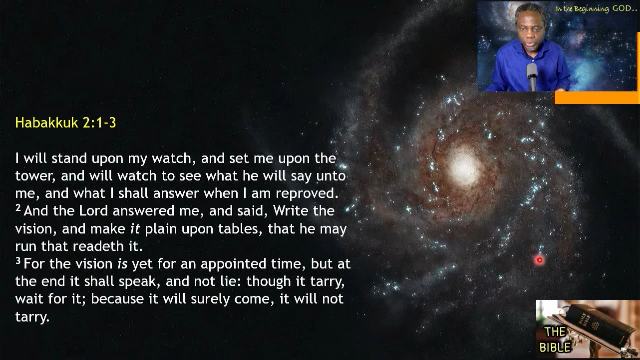 In the Beginning GOD..
Habakkuk 2:1-3
I will stand upon my watch, and set me upon the
tower, and will watch to see what he will say unto
me, and what I shall answer when I am reproved.
2 And the Lord answered me, and said, Write the
vision, and make it plain upon tables, that he may
run that readeth it.
3 For the vision is yet for an appointed time, but at
the end it shall speak, and not lie: though it tarry,
wait for it; because it will surely come, it will not
tarry.
THE
BIBLE
HOLY BIBLE